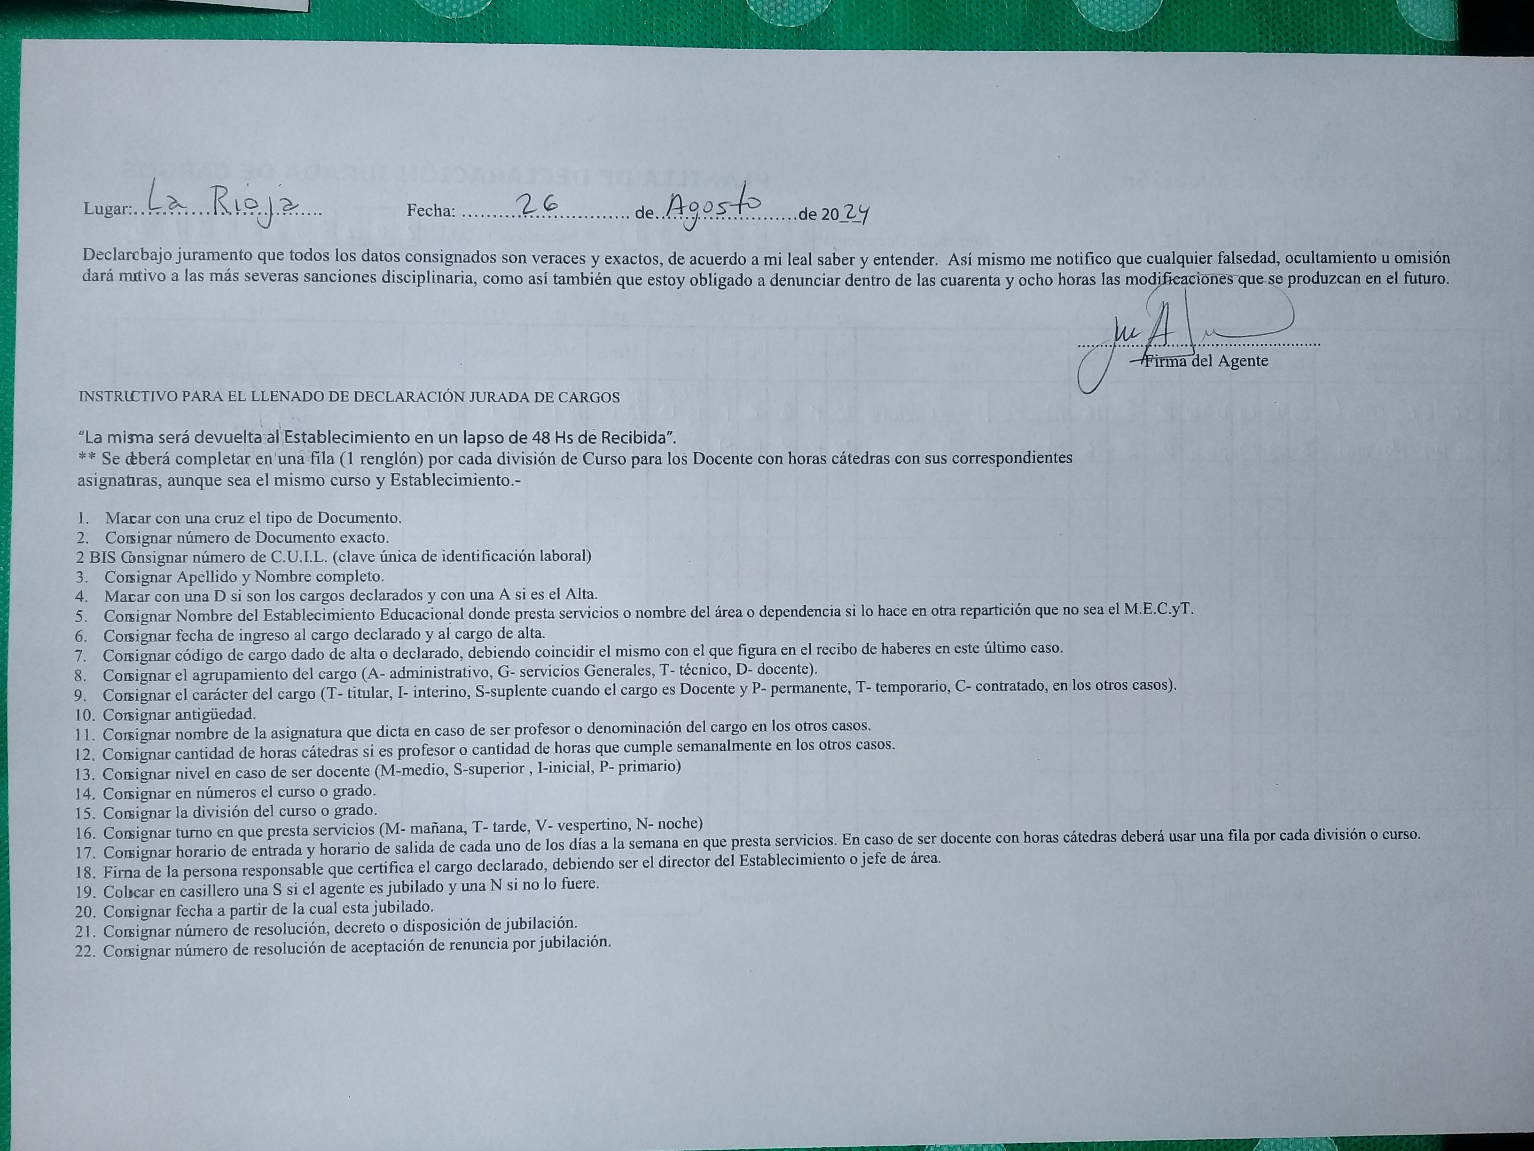 Lugar: La Rioja Fecha: 26 de Agosto de 2024
Declaro bajo juramento que todos los datos consignados son veraces y exactos, de acuerdo a mi leal saber y entender. Así mismo me notifico que cualquier falsedad, ocultamiento u omisión
dará motivo a las más severas sanciones disciplinaria, como así también que estoy obligado a denunciar dentro de las cuarenta y ocho horas las modificaciones que se produzcan en el futuro.
Firma del Agente
INSTRUCTIVO PARA EL LLENADO DE DECLARACIÓN JURADA DE CARGOS
“La misma será devuelta al Establecimiento en un lapso de 48 Hs de Recibida”.
** Se deberá completar en una fila (1 renglón) por cada división de Curso para los Docente con horas cátedras con sus correspondientes
asignaturas, aunque sea el mismo curso y Establecimiento.-
1. Marcar con una cruz el tipo de Documento.
2. Consignar número de Documento exacto.
2 BIS Consignar número de C.U.I.L. (clave única de identificación laboral)
3. Consignar Apellido y Nombre completo.
4. Marcar con una D si son los cargos declarados y con una A si es el Alta.
5. Consignar Nombre del Establecimiento Educacional donde presta servicios o nombre del área o dependencia si lo hace en otra repartición que no sea el M.E.C.yT.
6. Consignar fecha de ingreso al cargo declarado y al cargo de alta.
7. Consignar código de cargo dado de alta o declarado, debiendo coincidir el mismo con el que figura en el recibo de haberes en este último caso.
8. Consignar el agrupamiento del cargo (A- administrativo, G- servicios Generales, T- técnico, D- docente).
9. Consignar el carácter del cargo (T- titular, I- interino, S-suplente cuando el cargo es Docente y P- permanente, T- temporario, C- contratado, en los otros casos).
10. Consignar antigüedad.
11. Consignar nombre de la asignatura que dicta en caso de ser profesor o denominación del cargo en los otros casos.
12. Consignar cantidad de horas cátedras si es profesor o cantidad de horas que cumple semanalmente en los otros casos.
13. Consignar nivel en caso de ser docente (M-medio, S-superior , I-inicial, P- primario)
14. Consignar en números el curso o grado.
15. Consignar la división del curso o grado.
16. Consignar turno en que presta servicios (M- mañana, T- tarde, V- vespertino, N- noche)
17. Consignar horario de entrada y horario de salida de cada uno de los días a la semana en que presta servicios. En caso de ser docente con horas cátedras deberá usar una fila por cada división o curso.
18. Firma de la persona responsable que certifica el cargo declarado, debiendo ser el director del Establecimiento o jefe de área.
19. Colocar en casillero una S si el agente es jubilado y una N si no lo fuere.
20. Consignar fecha a partir de la cual esta jubilado.
21. Consignar número de resolución, decreto o disposición de jubilación.
22. Consignar número de resolución de aceptación de renuncia por jubilación.